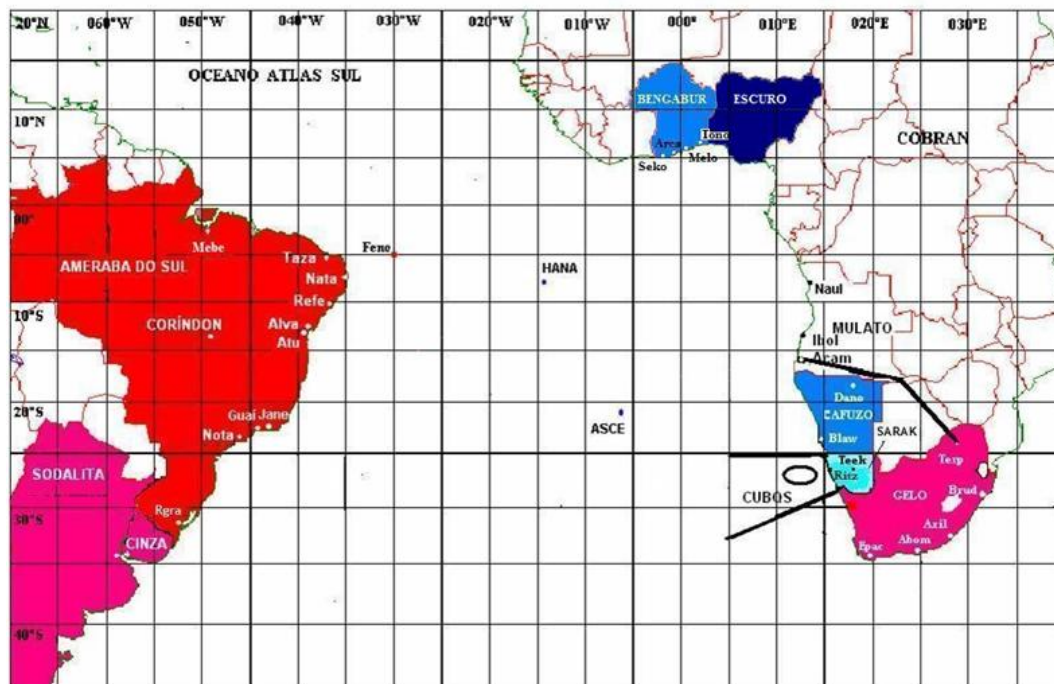 20°N 060°W 050°W 040°W 030°W 010°W 000° 010°E 020°E 030°E
OCEANO ATLAS SUL
BENGABUR ESCURO
10°N
COBRAN
Iono
Arca
Melo
Seko
00°
Mebe
Taza
Feno
AMERABA DO SUL
HANA
Nata
Naul
Refe
10°S
CORÍNDON
Alva
MULATO
Atu
Ibol
Acam
Dano
20°S
Guaí Jane
CAFUZO
ASCE
Nota
Blaw
SARAK
SODALITA
Teek
Terp
Ritz
CUBOS
GELO
Brud
Rgra
30°S
Axil
CINZA
Abom
Epac
40°S